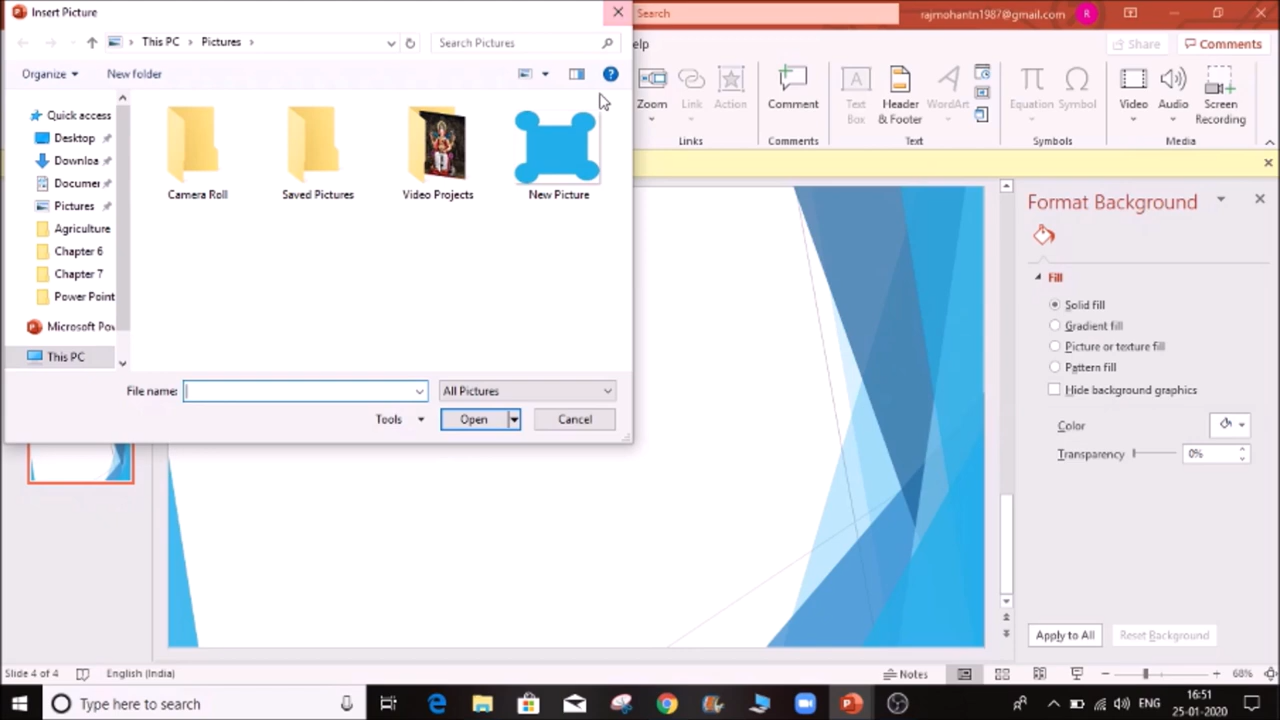 Insert Picture
Search
rajmohantn1987@gmail.com
R
This PC
Pictures
Search Pictures
elp
Share
Comments
Organize
New folder
Zoom
Link
Action
Comment
Text
Box
Header
& Footer
WordArt
Equation
Symbol
Video
Audio
Screen
Recording
Links
Comments
Text
Media
Quick access
Desktop
Downloa
Documer
Pictures
Agriculture
Chapter 6
Chapter 7
Power Point
Microsoft Pov
This PC
Camera Roll
Saved Pictures
Video Projects
New Picture
File name:
All Pictures
Tools
Open
Cancel
Format Background
Fill
Solid fill
Gradient fill
Picture or texture fill
Pattern fill
Hide background graphics
Color
Transparency
0%
Apply to All
Reset Background
Slide 4 of 4
English (India)
Notes
68%
Type here to search
ENG
16:51
25-01-2020